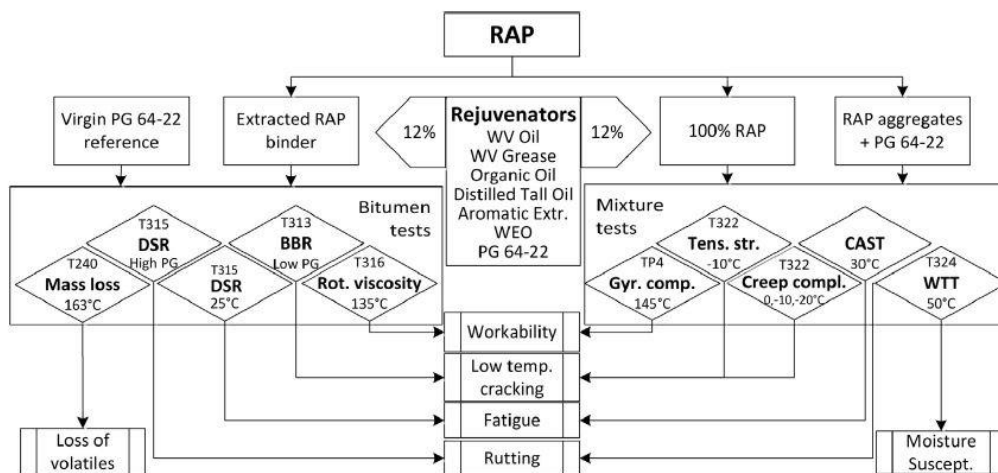 RAP
Virgin PG 64-22
reference
Extracted RAP
binder
12%
Rejuvenators
WV Oil
WV Grease
Organic Oil
Distilled Tall Oil
Aromatic Extr.
WEO
PG 64-22
12%
100% RAP
RAP aggregates
+ PG 64-22
Bitumen
tests
T240
Mass loss
163°C
T315
DSR
High PG
T315
DSR
25°C
T313
BBR
Low PG
T316
Rot. viscosity
135°C
Mixture
tests
TP4
Gyr. comp.
145°C
T322
Tens. str.
-10°C
T322
Creep compl.
0,-10,-20°C
CAST
30°C
T324
WTT
50°C
Workability
Low temp.
cracking
Fatigue
Rutting
Loss of
volatiles
Moisture
Suscept.